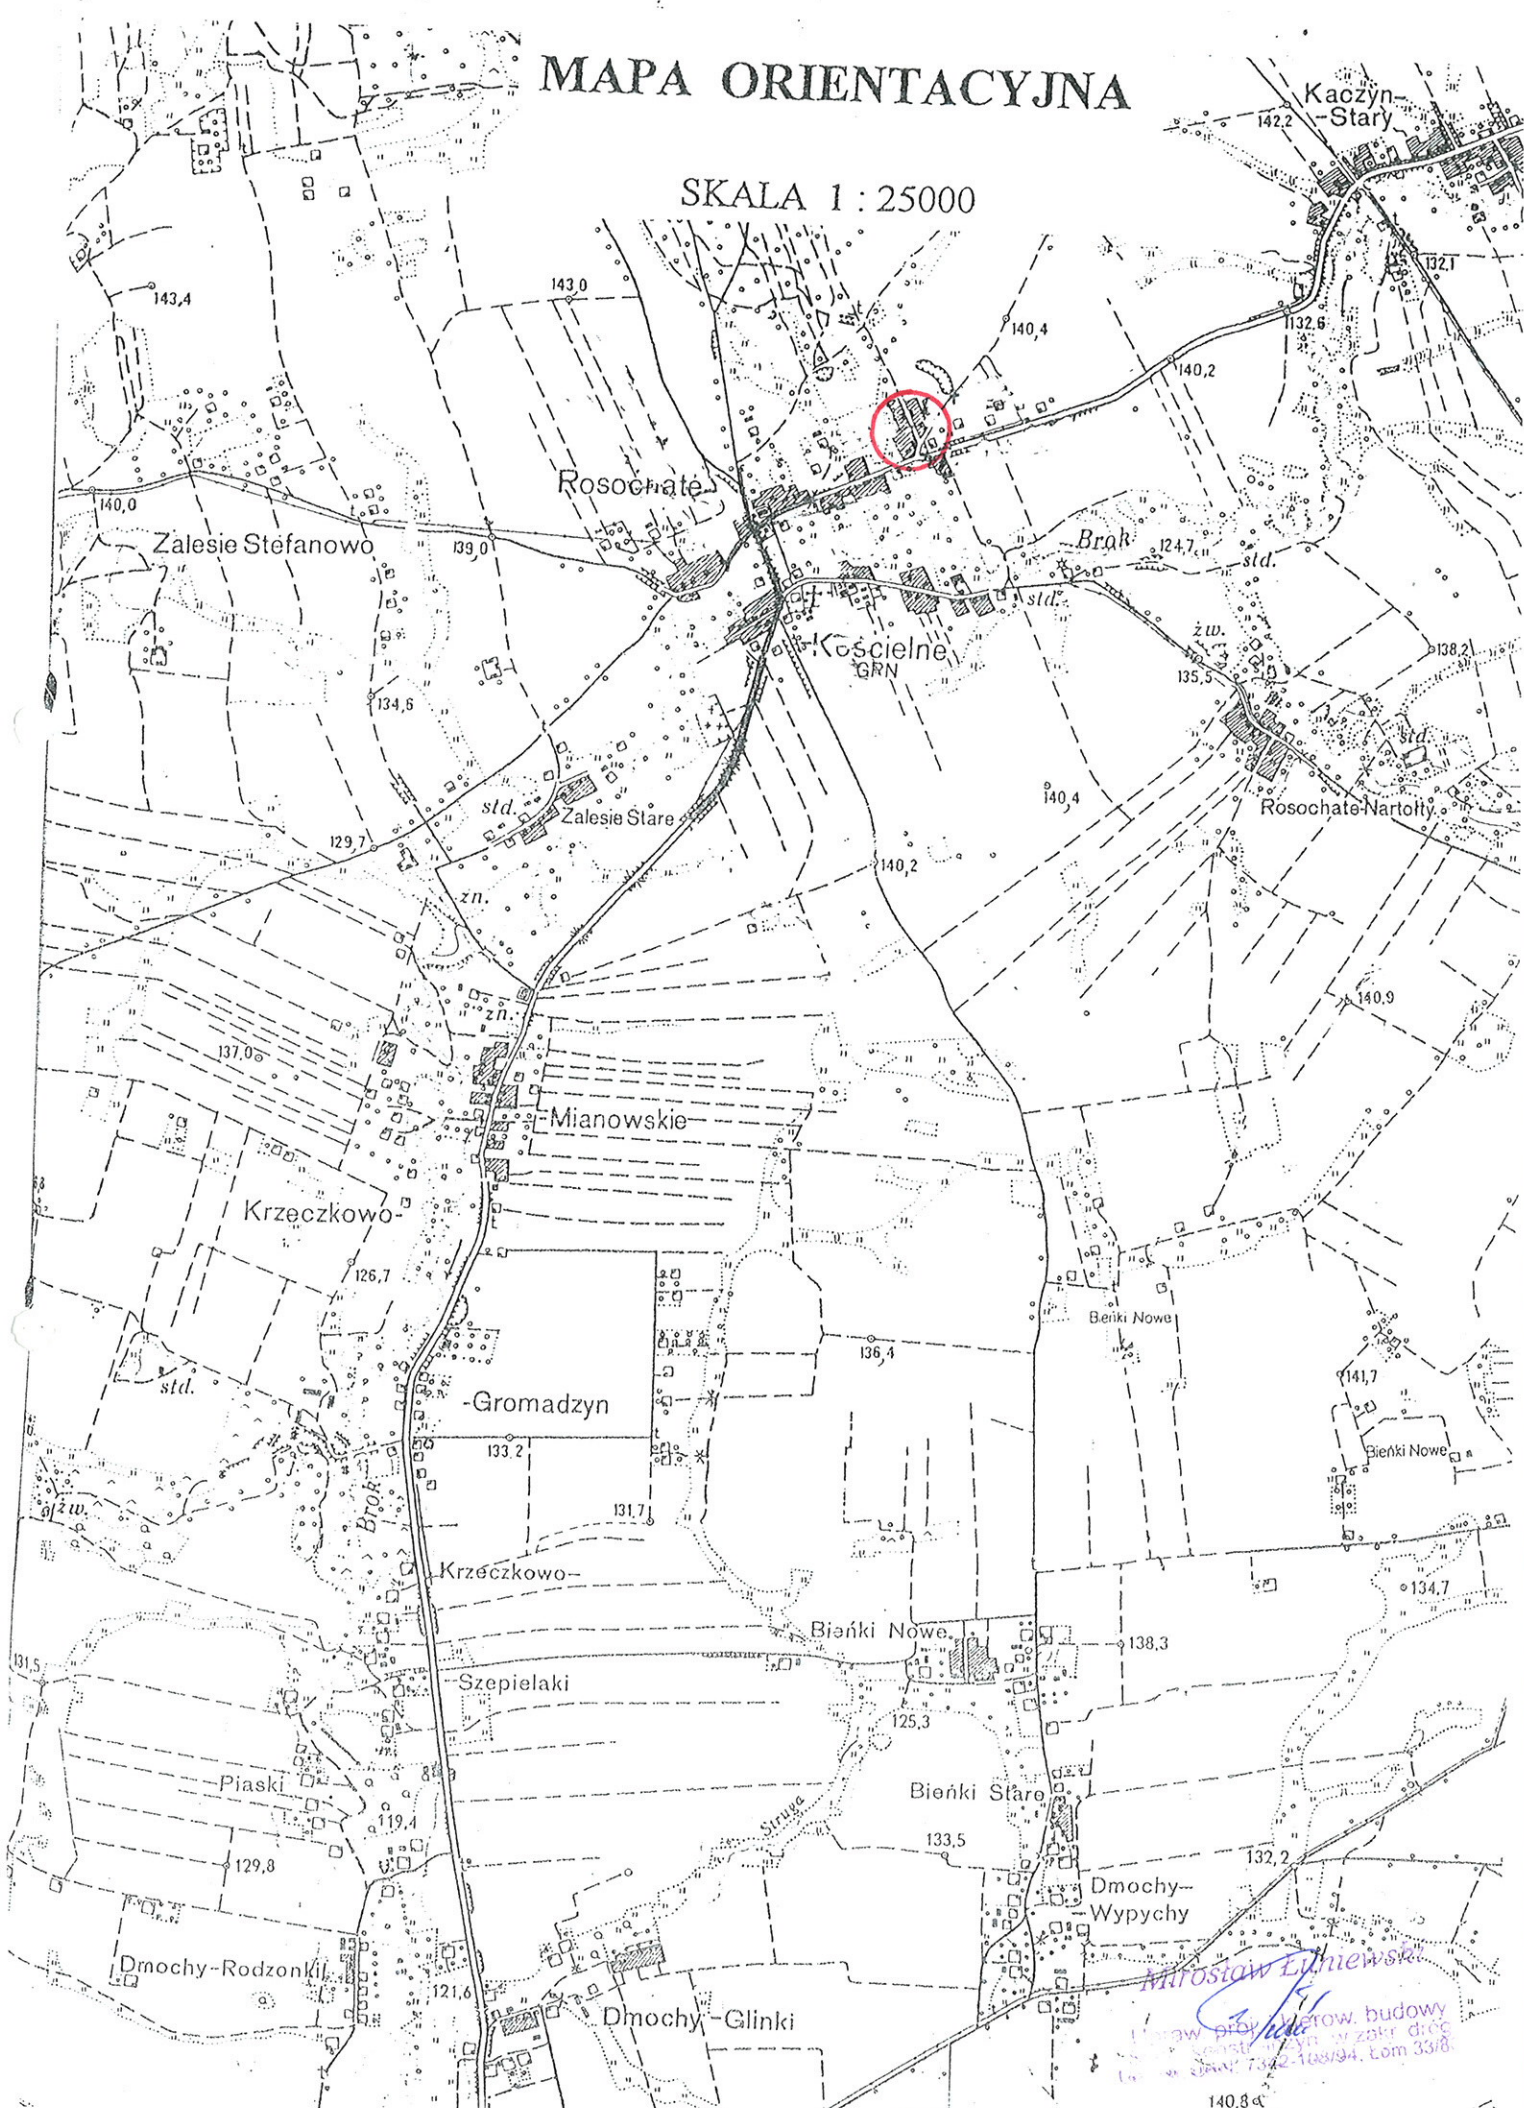 MAPA ORIENTACYJNA
SKALA 1 : 25000
Kaczyn-
-Stary
142,2
132,1
143,4
143,0
140,4
132,6
140,2
Rosochate-
140,0
Zalesie Stefanowo
139,0
Brok
124,7
std.
std.
żw.
-Kościelne
GRN
138,2
135,5
134,6
std.
140,4
Rosochate-Nartołty
std.
Zalesie Stare
129,7
140,2
zn.
140,9
zn.
137,0
-Mianowskie
Krzeczkowo-
126,7
Bieńki Nowe
136,4
std.
141,7
-Gromadzyn
133,2
Bieńki Nowe
żw.
Brok
131,7
Krzeczkowo-
134,7
Bieńki Nowe
138,3
131,5
-Szepielaki
125,3
Piaski
Bieńki Stare
119,4
Struga
133,5
129,8
132,2
Dmochy-
-Wypychy
Dmochy-Rodzonki
121,6
Dmochy-Glinki
Mirosław
budowy
140,8